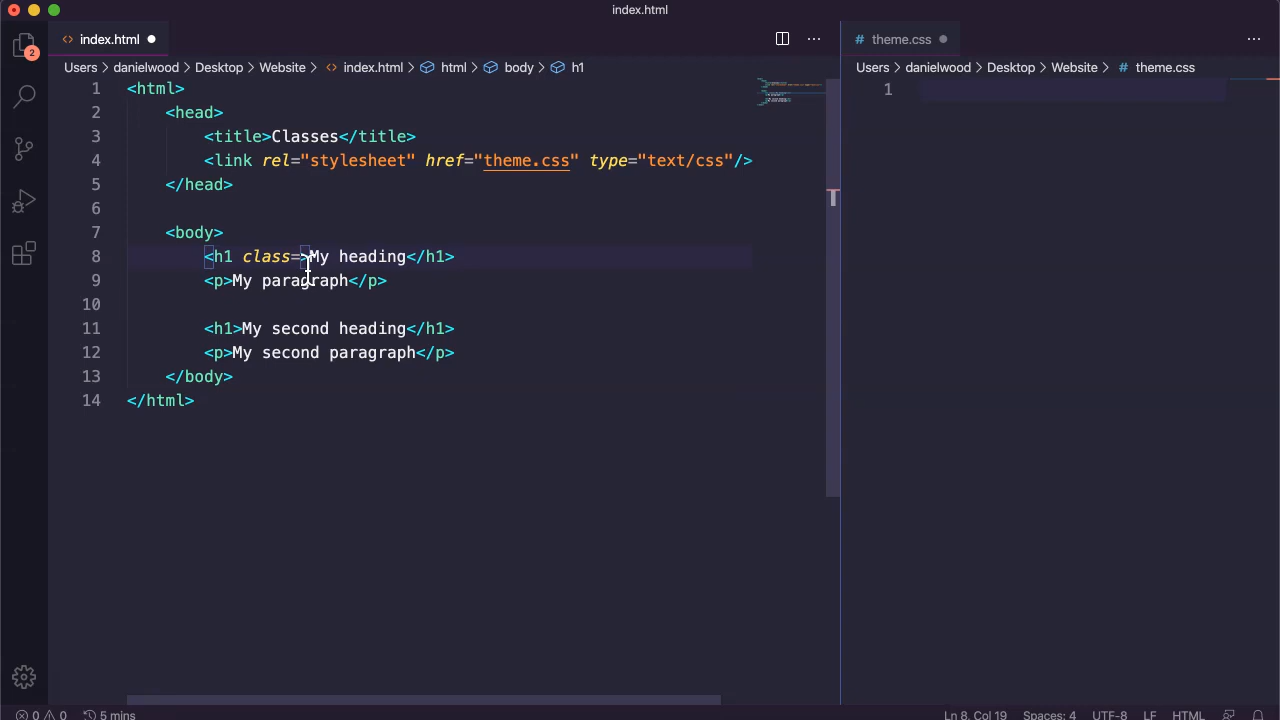 index.html
index.html
theme.css
2
Users danielwood Desktop Website index.html html body h1
Users danielwood Desktop Website theme.css
1 <html>
2 <head>
3 <title>Classes</title>
4 <link rel="stylesheet" href="theme.css" type="text/css"/>
5 </head>
6
7 <body>
8 <h1 class=>My heading</h1>
9 <p>My paragraph</p>
10
11 <h1>My second heading</h1>
12 <p>My second paragraph</p>
13 </body>
14 </html>
1
0 0 5 mins
Ln 8, Col 19 Spaces: 4 UTF-8 LF HTML